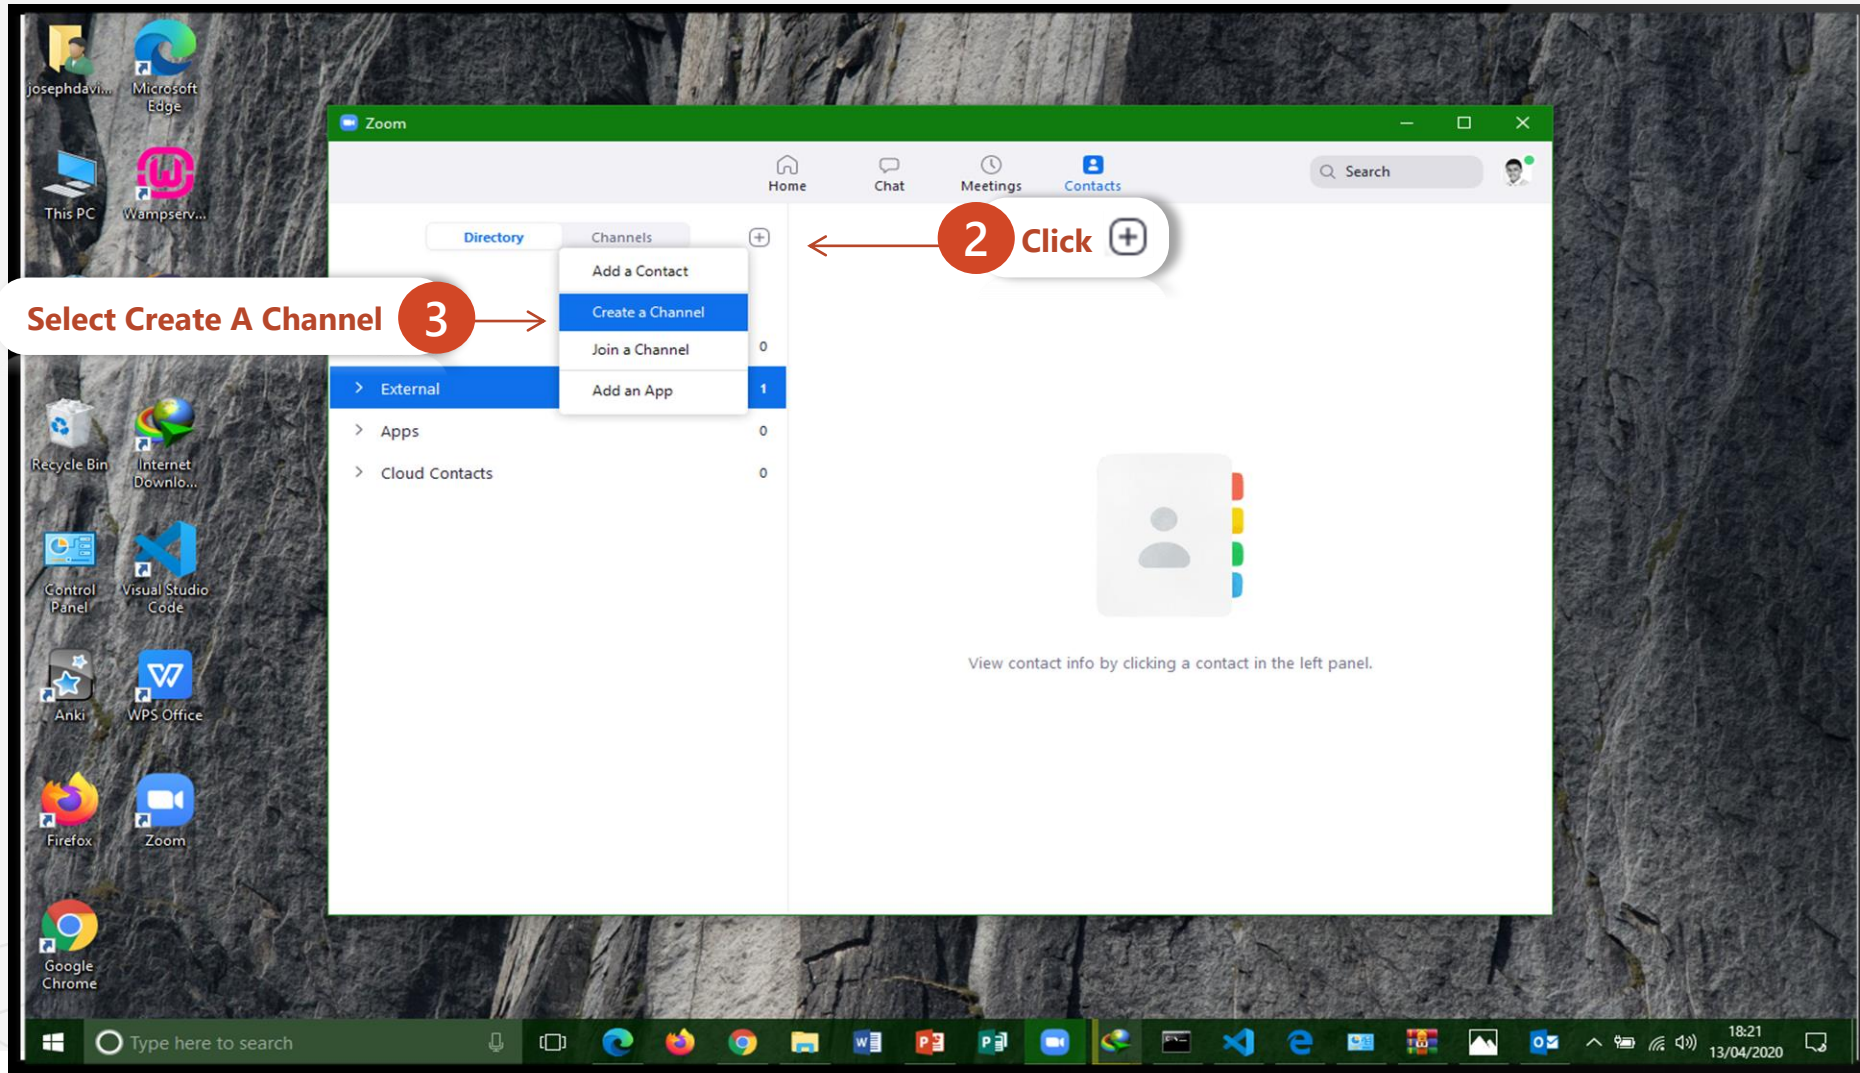 josephdavi...
Microsoft
Edge
This PC
Wampserv...
Zoom
Home
Chat
Meetings
Contacts
Search
Directory
Channels
2
Click
Add a Contact
Create a Channel
Join a Channel
0
Add an App
Select Create A Channel
3
External
1
Apps
0
Cloud Contacts
0
View contact info by clicking a contact in the left panel.
Recycle Bin
Internet
Downlo...
Control
Panel
Visual Studio
Code
Anki
WPS Office
Firefox
Zoom
Google
Chrome
Type here to search
18:21
13/04/2020